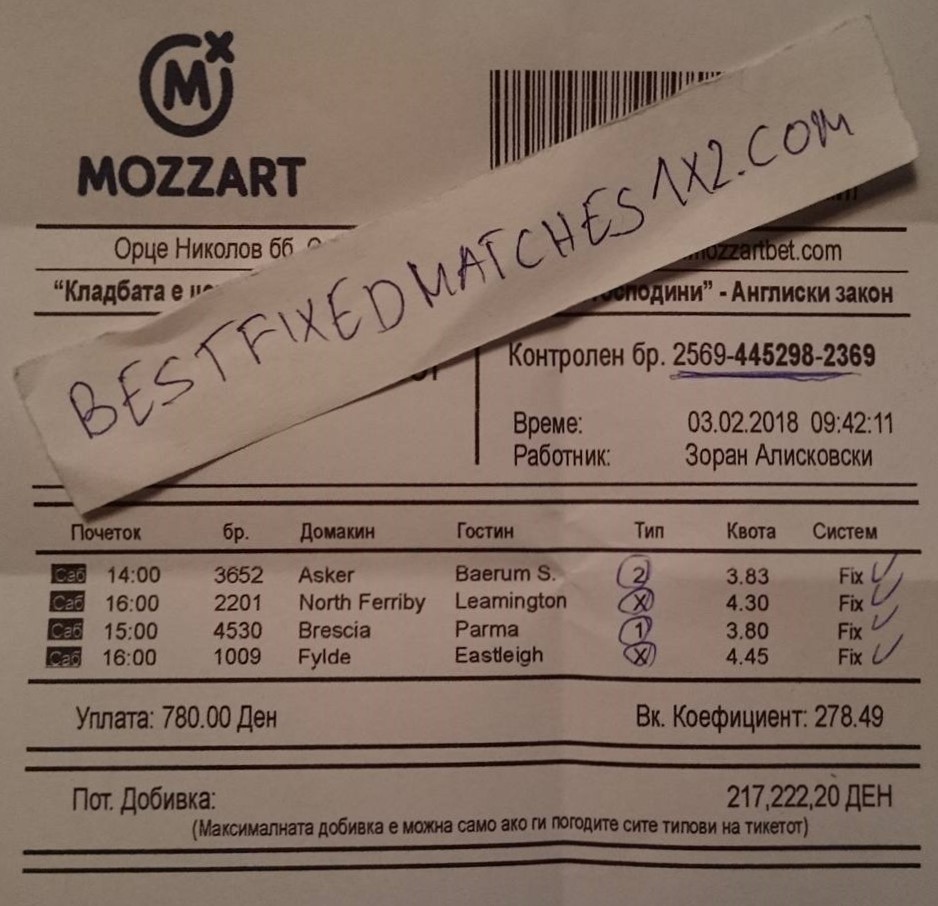 MOZZART
BESTFIXEDMATCHES1X2.COM
Орце Николов бб
mozzartbet.com
“Кладбата е
господини” - Англиски закон
Контролен бр. 2569-445298-2369
Време: 03.02.2018 09:42:11
Работник: Зоран Алисковски
Почеток бр. Домакин Гостин Тип Квота Систем
Саб 14:00 3652 Asker Baerum S. 2 3.83 Fix
Саб 16:00 2201 North Ferriby Leamington X 4.30 Fix
Саб 15:00 4530 Brescia Parma 1 3.80 Fix
Саб 16:00 1009 Fylde Eastleigh X 4.45 Fix
Уплата: 780.00 Ден Вк. Коефициент: 278.49
Пот. Добивка: 217,222,20 ДЕН
(Максималната добивка е можна само ако ги погодите сите типови на тикетот)